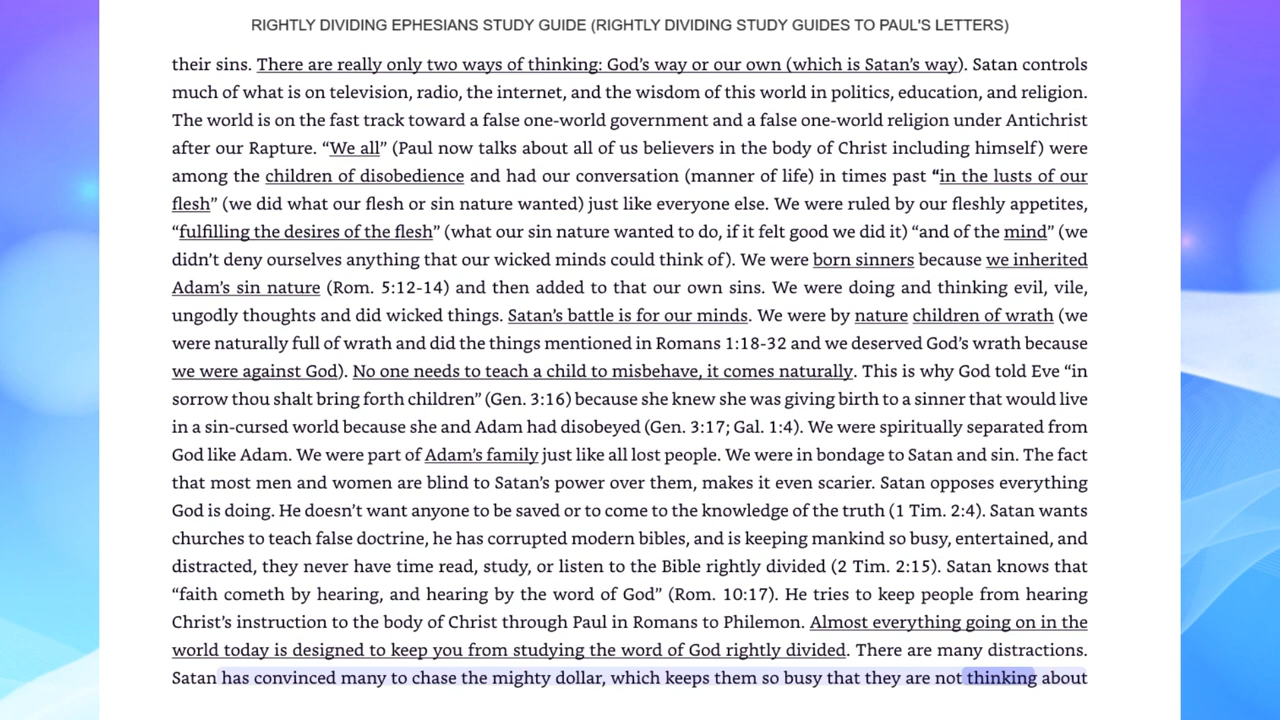 RIGHTLY DIVIDING EPHESIANS STUDY GUIDE (RIGHTLY DIVIDING STUDY GUIDES TO PAUL'S LETTERS)
their sins. There are really only two ways of thinking: God’s way or our own (which is Satan’s way). Satan controls
much of what is on television, radio, the internet, and the wisdom of this world in politics, education, and religion.
The world is on the fast track toward a false one-world government and a false one-world religion under Antichrist
after our Rapture. “We all” (Paul now talks about all of us believers in the body of Christ including himself) were
among the children of disobedience and had our conversation (manner of life) in times past “in the lusts of our
flesh” (we did what our flesh or sin nature wanted) just like everyone else. We were ruled by our fleshly appetites,
“fulfilling the desires of the flesh” (what our sin nature wanted to do, if it felt good we did it) “and of the mind” (we
didn’t deny ourselves anything that our wicked minds could think of). We were born sinners because we inherited
Adam’s sin nature (Rom. 5:12-14) and then added to that our own sins. We were doing and thinking evil, vile,
ungodly thoughts and did wicked things. Satan’s battle is for our minds. We were by nature children of wrath (we
were naturally full of wrath and did the things mentioned in Romans 1:18-32 and we deserved God’s wrath because
we were against God). No one needs to teach a child to misbehave, it comes naturally. This is why God told Eve “in
sorrow thou shalt bring forth children” (Gen. 3:16) because she knew she was giving birth to a sinner that would live
in a sin-cursed world because she and Adam had disobeyed (Gen. 3:17; Gal. 1:4). We were spiritually separated from
God like Adam. We were part of Adam’s family just like all lost people. We were in bondage to Satan and sin. The fact
that most men and women are blind to Satan’s power over them, makes it even scarier. Satan opposes everything
God is doing. He doesn’t want anyone to be saved or to come to the knowledge of the truth (1 Tim. 2:4). Satan wants
churches to teach false doctrine, he has corrupted modern bibles, and is keeping mankind so busy, entertained, and
distracted, they never have time read, study, or listen to the Bible rightly divided (2 Tim. 2:15). Satan knows that
“faith cometh by hearing, and hearing by the word of God” (Rom. 10:17). He tries to keep people from hearing
Christ’s instruction to the body of Christ through Paul in Romans to Philemon. Almost everything going on in the
world today is designed to keep you from studying the word of God rightly divided. There are many distractions.
Satan has convinced many to chase the mighty dollar, which keeps them so busy that they are not thinking about